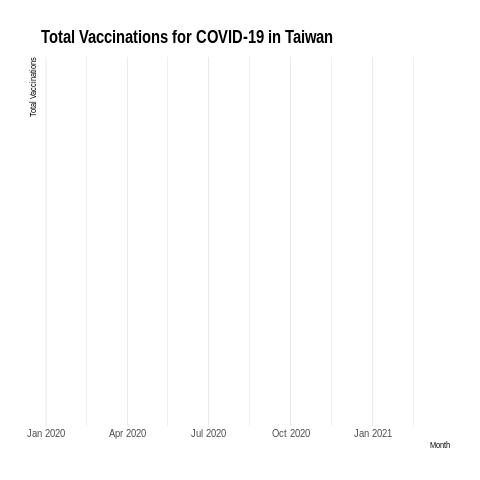 Total Vaccinations for COVID-19 in Taiwan
Total Vaccinations
Jan 2020 Apr 2020 Jul 2020 Oct 2020 Jan 2021
Month